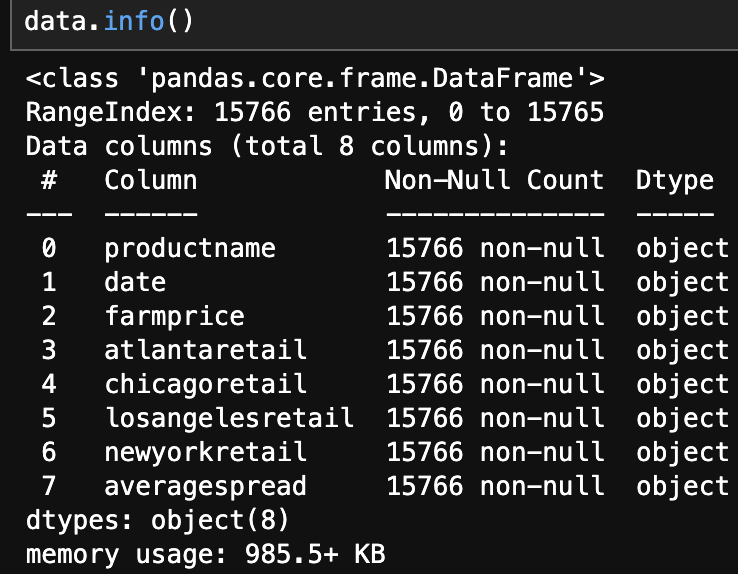 data.info()
<class 'pandas.core.frame.DataFrame'>
RangeIndex: 15766 entries, 0 to 15765
Data columns (total 8 columns):
 #   Column            Non-Null Count  Dtype
---  ------            --------------  -----
 0   productname       15766 non-null  object
 1   date              15766 non-null  object
 2   farmprice         15766 non-null  object
 3   atlantaretail     15766 non-null  object
 4   chicagoretail     15766 non-null  object
 5   losangelesretail  15766 non-null  object
 6   newyorkretail     15766 non-null  object
 7   averagespread     15766 non-null  object
dtypes: object(8)
memory usage: 985.5+ KB